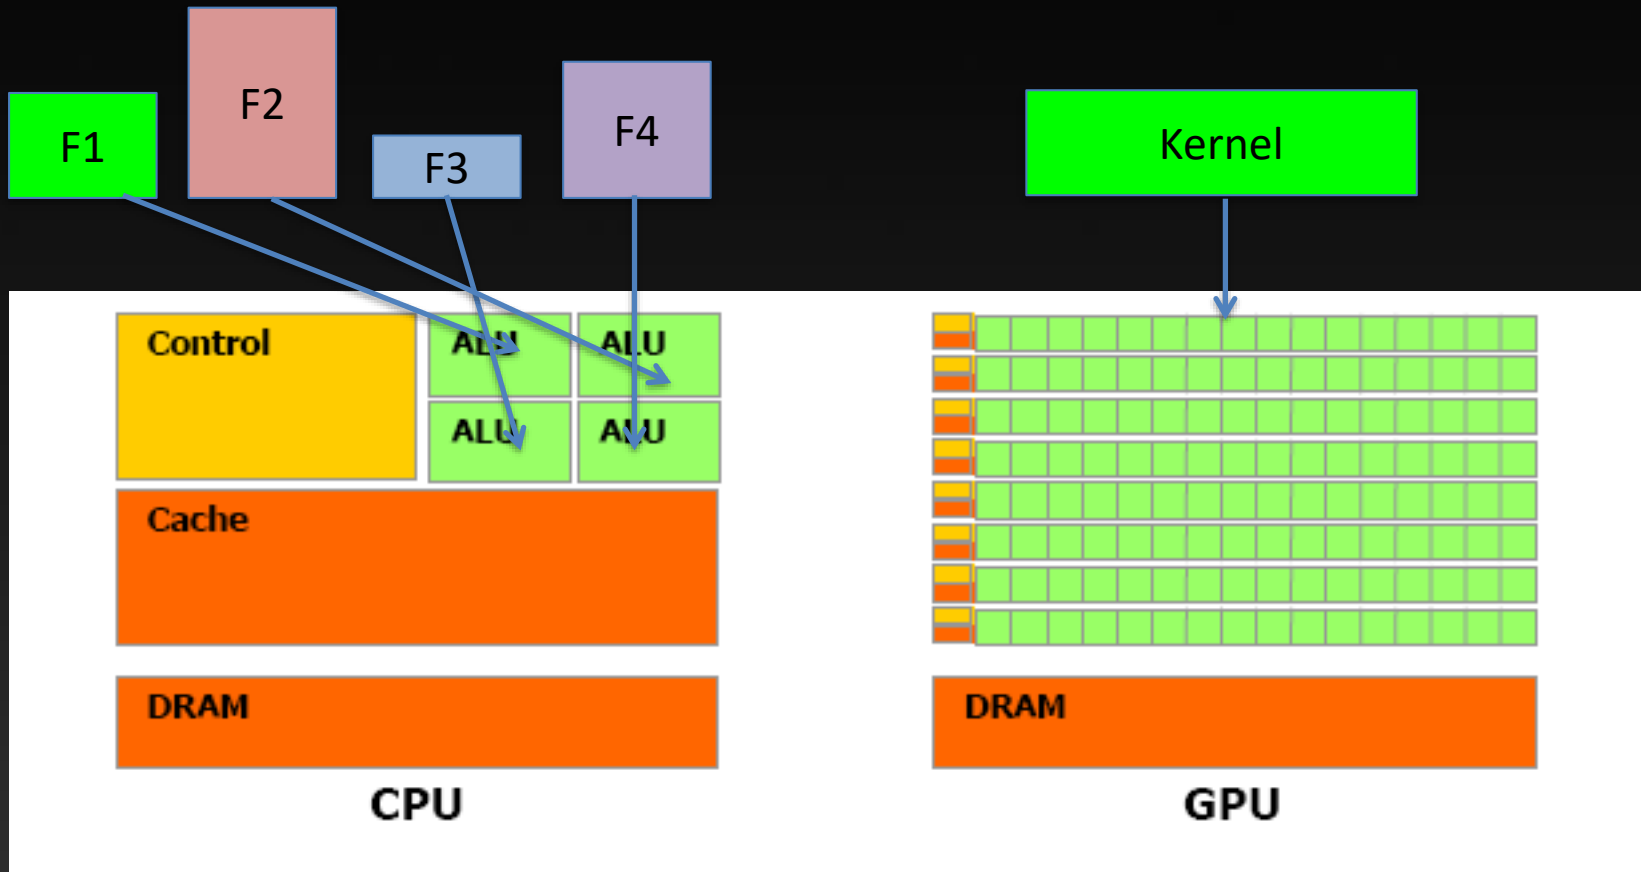 F1
F2
F3
F4
Kernel
Control
ALU
ALU
ALU
ALU
Cache
DRAM
DRAM
CPU
GPU